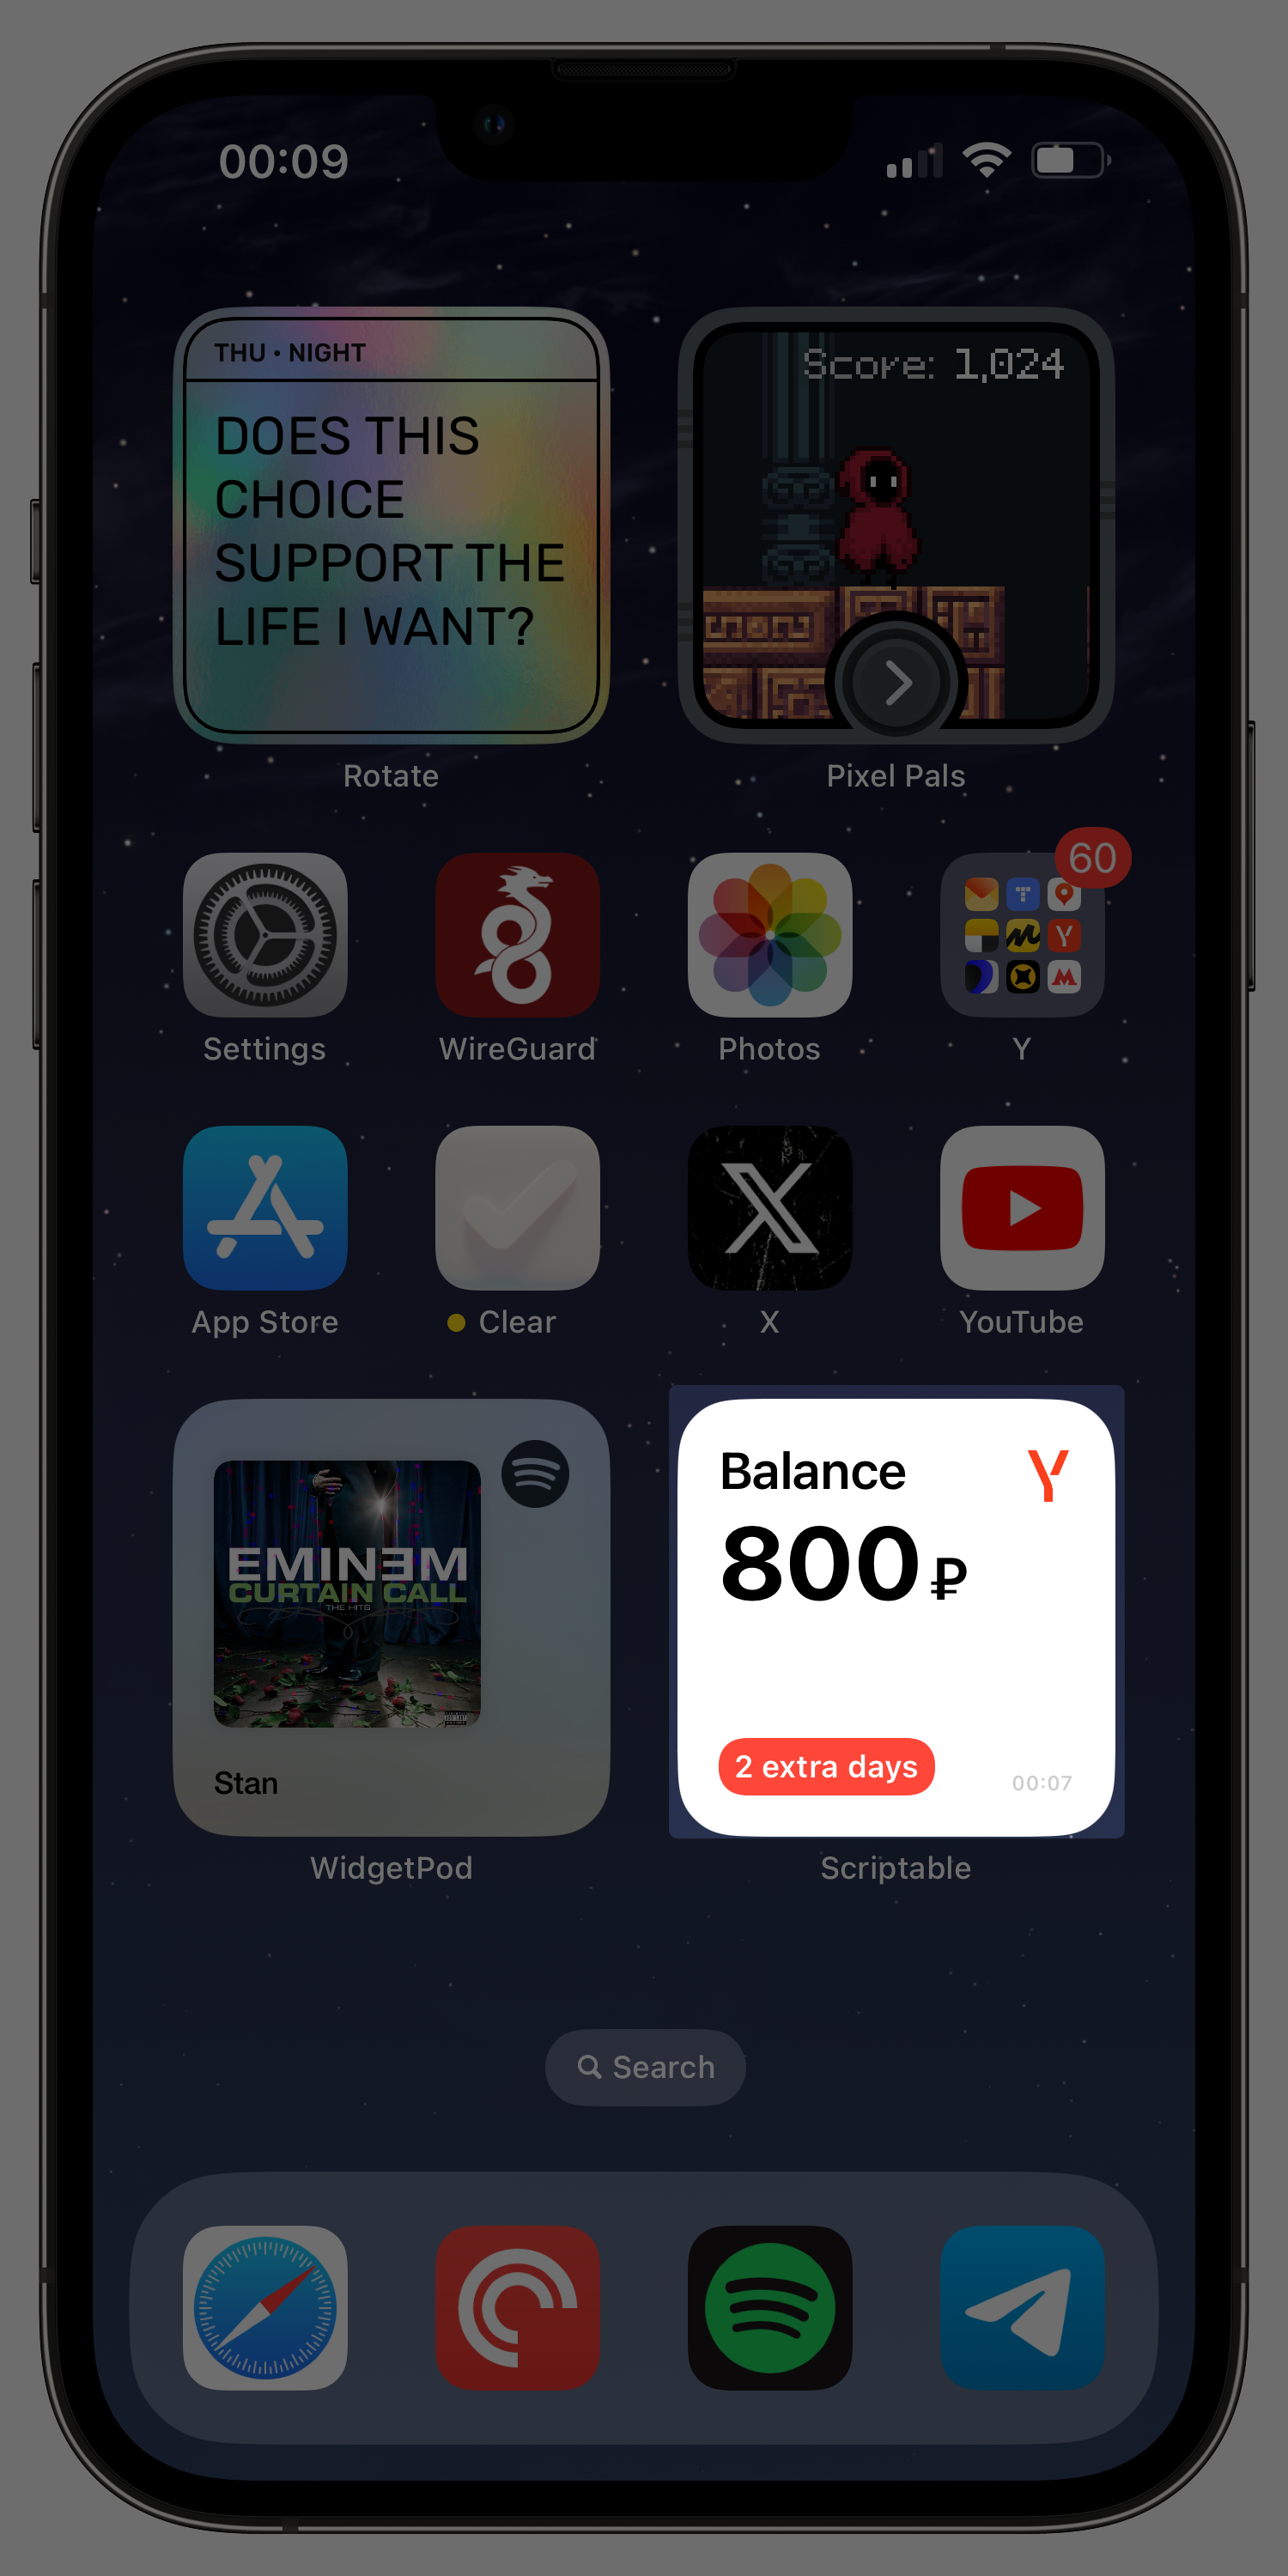 00:09
THU • NIGHT
DOES THIS
CHOICE
SUPPORT THE
LIFE I WANT?
Rotate
Score: 1,024
Pixel Pals
60
Settings
WireGuard
Photos
Y
App Store
Clear
X
YouTube
EMINƎM
CURTAIN CALL
THE HITS
Stan
WidgetPod
Balance
Y
800 ₽
2 extra days
00:07
Scriptable
Search